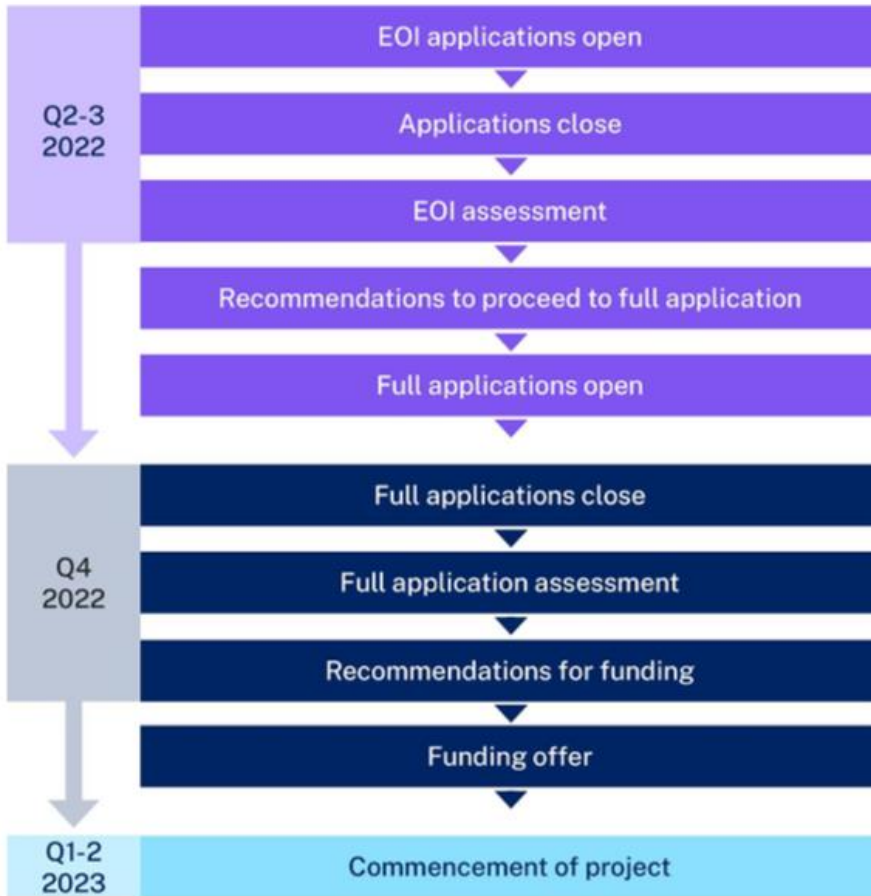 EOI applications open
Q2-3
2022
Applications close
EOI assessment
Recommendations to proceed to full application
Full applications open
Full applications close
Q4
2022
Full application assessment
Recommendations for funding
Funding offer
Q1-2
2023
Commencement of project